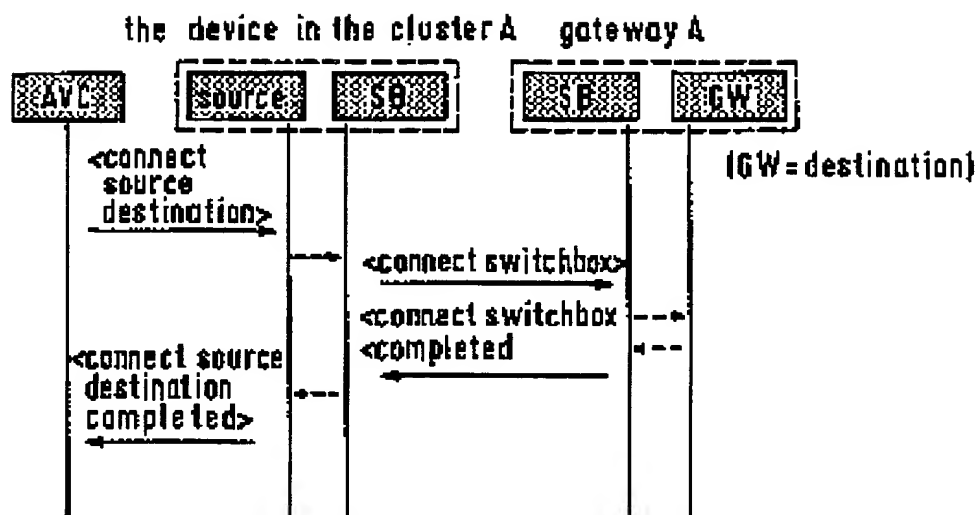 the device in the cluster A gateway A
AVC source SB SB GW
(GW=destination)
<connect
source
destination>
<connect switchbox>
<connect switchbox
<completed
<connect source
destination
completed>